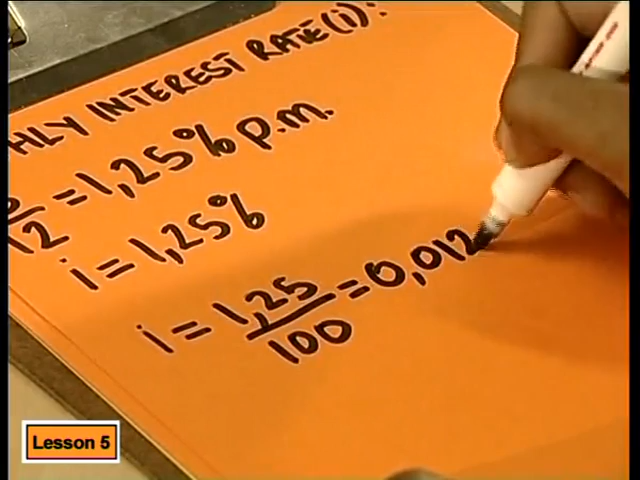 HLY INTEREST RATE(i):
/12 = 1,25% p.m.
i = 1,25%
i = 1,25/100 = 0,012
Lesson 5